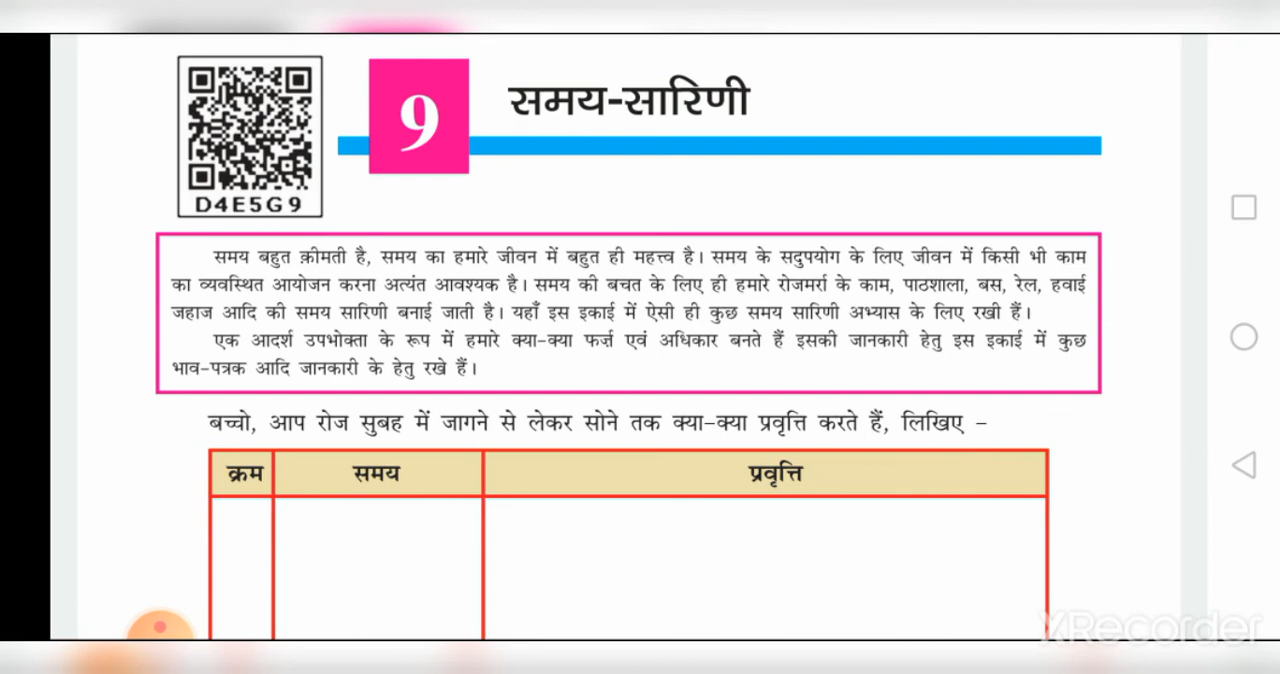 9
समय-सारिणी
D4E5G9
समय बहुत क़ीमती है, समय का हमारे जीवन में बहुत ही महत्त्व है। समय के सदुपयोग के लिए जीवन में किसी भी काम
का व्यवस्थित आयोजन करना अत्यंत आवश्यक है। समय की बचत के लिए ही हमारे रोजमर्रा के काम, पाठशाला, बस, रेल, हवाई
जहाज आदि की समय सारिणी बनाई जाती है। यहाँ इस इकाई में ऐसी ही कुछ समय सारिणी अभ्यास के लिए रखी हैं।
एक आदर्श उपभोक्ता के रूप में हमारे क्या-क्या फर्ज़ एवं अधिकार बनते हैं इसकी जानकारी हेतु इस इकाई में कुछ
भाव-पत्रक आदि जानकारी के हेतु रखे हैं।
बच्चो, आप रोज सुबह में जागने से लेकर सोने तक क्या-क्या प्रवृत्ति करते हैं, लिखिए -
क्रम समय प्रवृत्ति
XRecorder